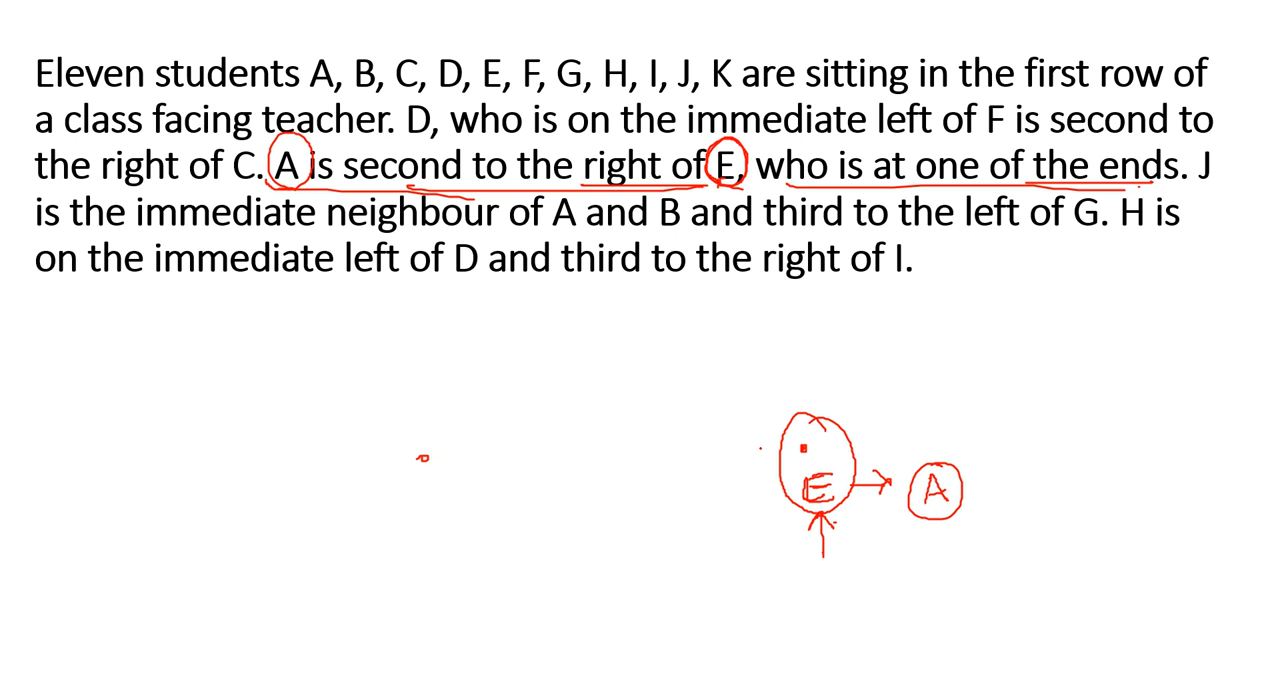 Eleven students A, B, C, D, E, F, G, H, I, J, K are sitting in the first row of
a class facing teacher. D, who is on the immediate left of F is second to
the right of C. A is second to the right of E, who is at one of the ends. J
is the immediate neighbour of A and B and third to the left of G. H is
on the immediate left of D and third to the right of I.
E → A